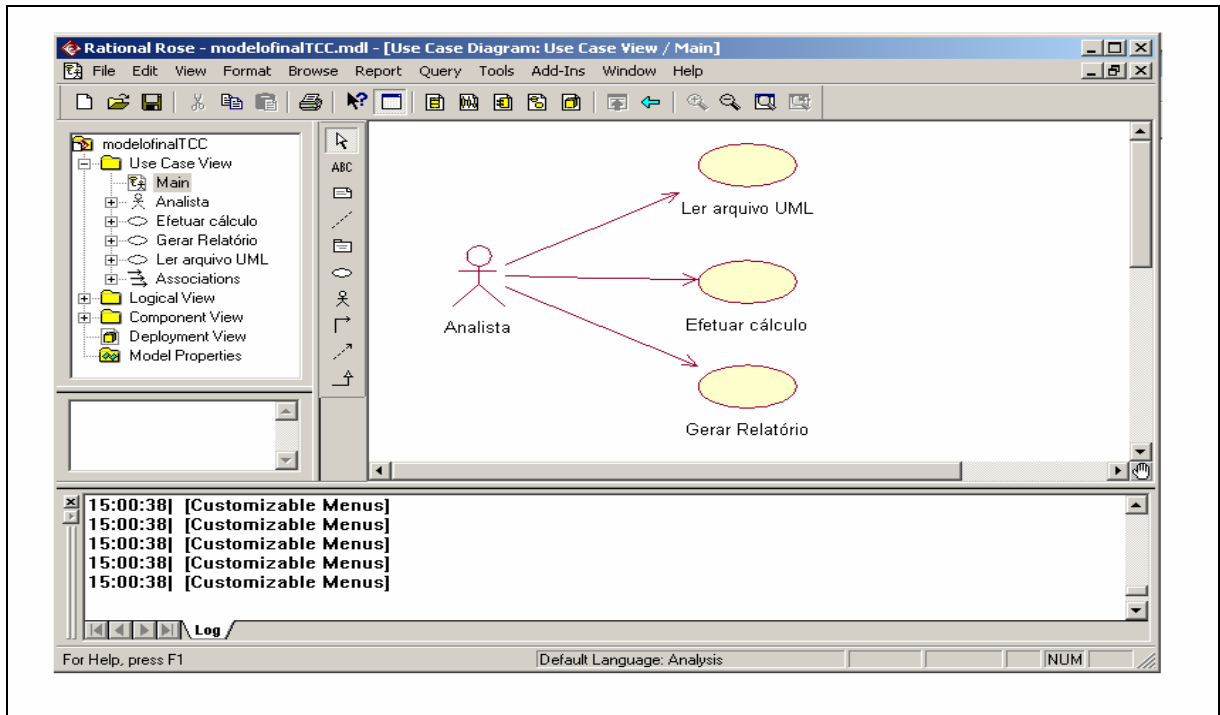 Rational Rose - modelofinalTCC.mdl - [Use Case Diagram: Use Case View / Main]
File Edit View Format Browse Report Query Tools Add-Ins Window Help
modelofinalTCC
Use Case View
Main
Analista
Efetuar cálculo
Gerar Relatório
Ler arquivo UML
Associations
Logical View
Component View
Deployment View
Model Properties
ABC
Ler arquivo UML
Analista
Efetuar cálculo
Gerar Relatório
15:00:38| [Customizable Menus]
15:00:38| [Customizable Menus]
15:00:38| [Customizable Menus]
15:00:38| [Customizable Menus]
15:00:38| [Customizable Menus]
Log
For Help, press F1
Default Language: Analysis
NUM